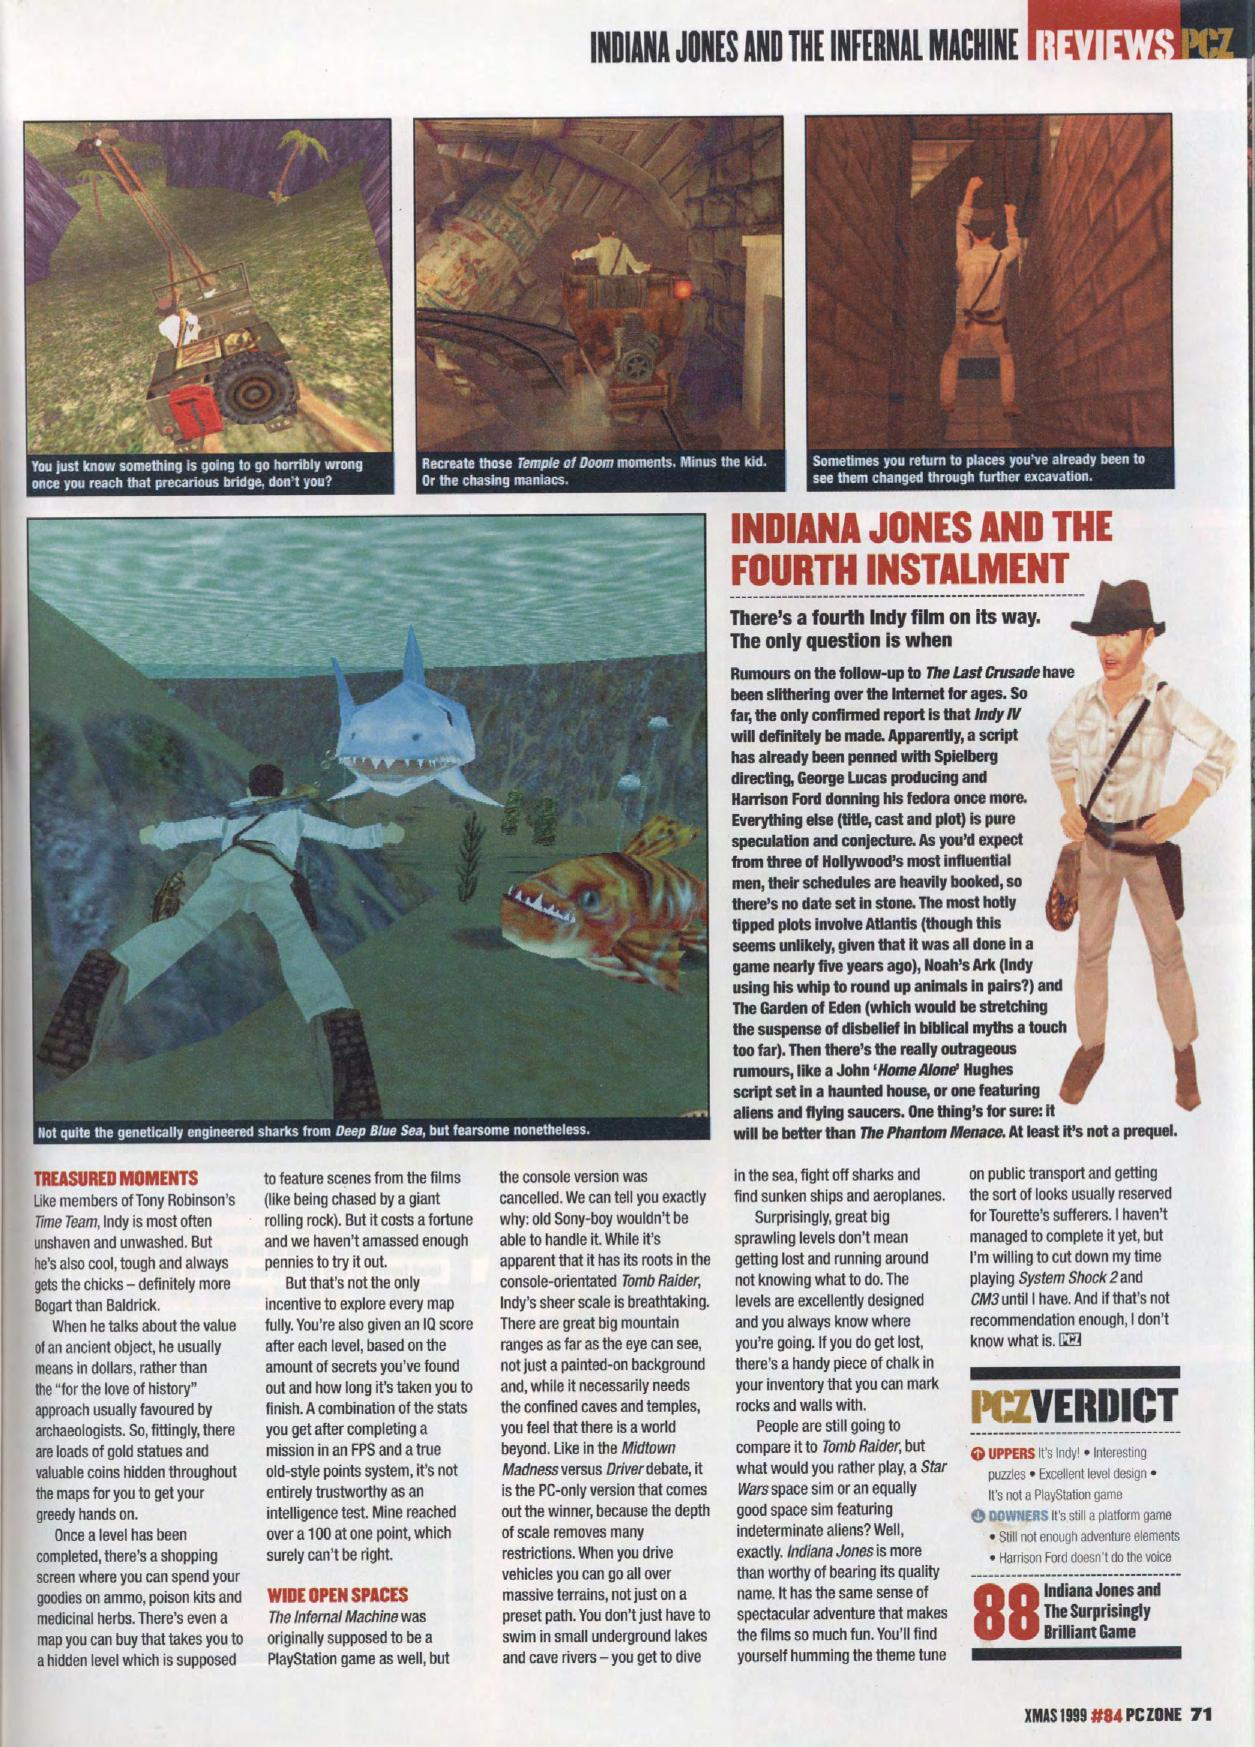 INDIANA JONES AND THE INFERNAL MACHINE REVIEWS PCZ
You just know something is going to go horribly wrong
once you reach that precarious bridge, don't you?
Recreate those Temple of Doom moments. Minus the kid.
Or the chasing maniacs.
Sometimes you return to places you've already been to
see them changed through further excavation.
Not quite the genetically engineered sharks from Deep Blue Sea, but fearsome nonetheless.
INDIANA JONES AND THE
FOURTH INSTALMENT
There's a fourth Indy film on its way.
The only question is when
Rumours on the follow-up to The Last Crusade have
been slithering over the Internet for ages. So
far, the only confirmed report is that Indy IV
will definitely be made. Apparently, a script
has already been penned with Spielberg
directing, George Lucas producing and
Harrison Ford donning his fedora once more.
Everything else (title, cast and plot) is pure
speculation and conjecture. As you'd expect
from three of Hollywood's most influential
men, their schedules are heavily booked, so
there's no date set in stone. The most hotly
tipped plots involve Atlantis (though this
seems unlikely, given that it was all done in a
game nearly five years ago), Noah's Ark (Indy
using his whip to round up animals in pairs?) and
The Garden of Eden (which would be stretching
the suspense of disbelief in biblical myths a touch
too far). Then there's the really outrageous
rumours, like a John 'Home Alone' Hughes
script set in a haunted house, or one featuring
aliens and flying saucers. One thing's for sure: it
will be better than The Phantom Menace. At least it's not a prequel.
TREASURED MOMENTS
Like members of Tony Robinson's
Time Team, Indy is most often
unshaven and unwashed. But
he's also cool, tough and always
gets the chicks – definitely more
Bogart than Baldrick.
When he talks about the value
of an ancient object, he usually
means in dollars, rather than
the "for the love of history"
approach usually favoured by
archaeologists. So, fittingly, there
are loads of gold statues and
valuable coins hidden throughout
the maps for you to get your
greedy hands on.
Once a level has been
completed, there's a shopping
screen where you can spend your
goodies on ammo, poison kits and
medicinal herbs. There's even a
map you can buy that takes you to
a hidden level which is supposed
to feature scenes from the films
(like being chased by a giant
rolling rock). But it costs a fortune
and we haven't amassed enough
pennies to try it out.
But that's not the only
incentive to explore every map
fully. You're also given an IQ score
after each level, based on the
amount of secrets you've found
out and how long it's taken you to
finish. A combination of the stats
you get after completing a
mission in an FPS and a true
old-style points system, it's not
entirely trustworthy as an
intelligence test. Mine reached
over a 100 at one point, which
surely can't be right.
WIDE OPEN SPACES
The Infernal Machine was
originally supposed to be a
PlayStation game as well, but
the console version was
cancelled. We can tell you exactly
why: old Sony-boy wouldn't be
able to handle it. While it's
apparent that it has its roots in the
console-orientated Tomb Raider,
Indy's sheer scale is breathtaking.
There are great big mountain
ranges as far as the eye can see,
not just a painted-on background
and, while it necessarily needs
the confined caves and temples,
you feel that there is a world
beyond. Like in the Midtown
Madness versus Driver debate, it
is the PC-only version that comes
out the winner, because the depth
of scale removes many
restrictions. When you drive
vehicles you can go all over
massive terrains, not just on a
preset path. You don't just have to
swim in small underground lakes
and cave rivers – you get to dive
in the sea, fight off sharks and
find sunken ships and aeroplanes.
Surprisingly, great big
sprawling levels don't mean
getting lost and running around
not knowing what to do. The
levels are excellently designed
and you always know where
you're going. If you do get lost,
there's a handy piece of chalk in
your inventory that you can mark
rocks and walls with.
People are still going to
compare it to Tomb Raider, but
what would you rather play, a Star
Wars space sim or an equally
good space sim featuring
indeterminate aliens? Well,
exactly. Indiana Jones is more
than worthy of bearing its quality
name. It has the same sense of
spectacular adventure that makes
the films so much fun. You'll find
yourself humming the theme tune
on public transport and getting
the sort of looks usually reserved
for Tourette's sufferers. I haven't
managed to complete it yet, but
I'm willing to cut down my time
playing System Shock 2 and
CM3 until I have. And if that's not
recommendation enough, I don't
know what is. PCZ
PCZVERDICT
UPPERS It's Indy! • Interesting
puzzles • Excellent level design •
It's not a PlayStation game
DOWNERS It's still a platform game
• Still not enough adventure elements
• Harrison Ford doesn't do the voice
88 Indiana Jones and
The Surprisingly
Brilliant Game
XMAS 1999 #84 PC ZONE 71